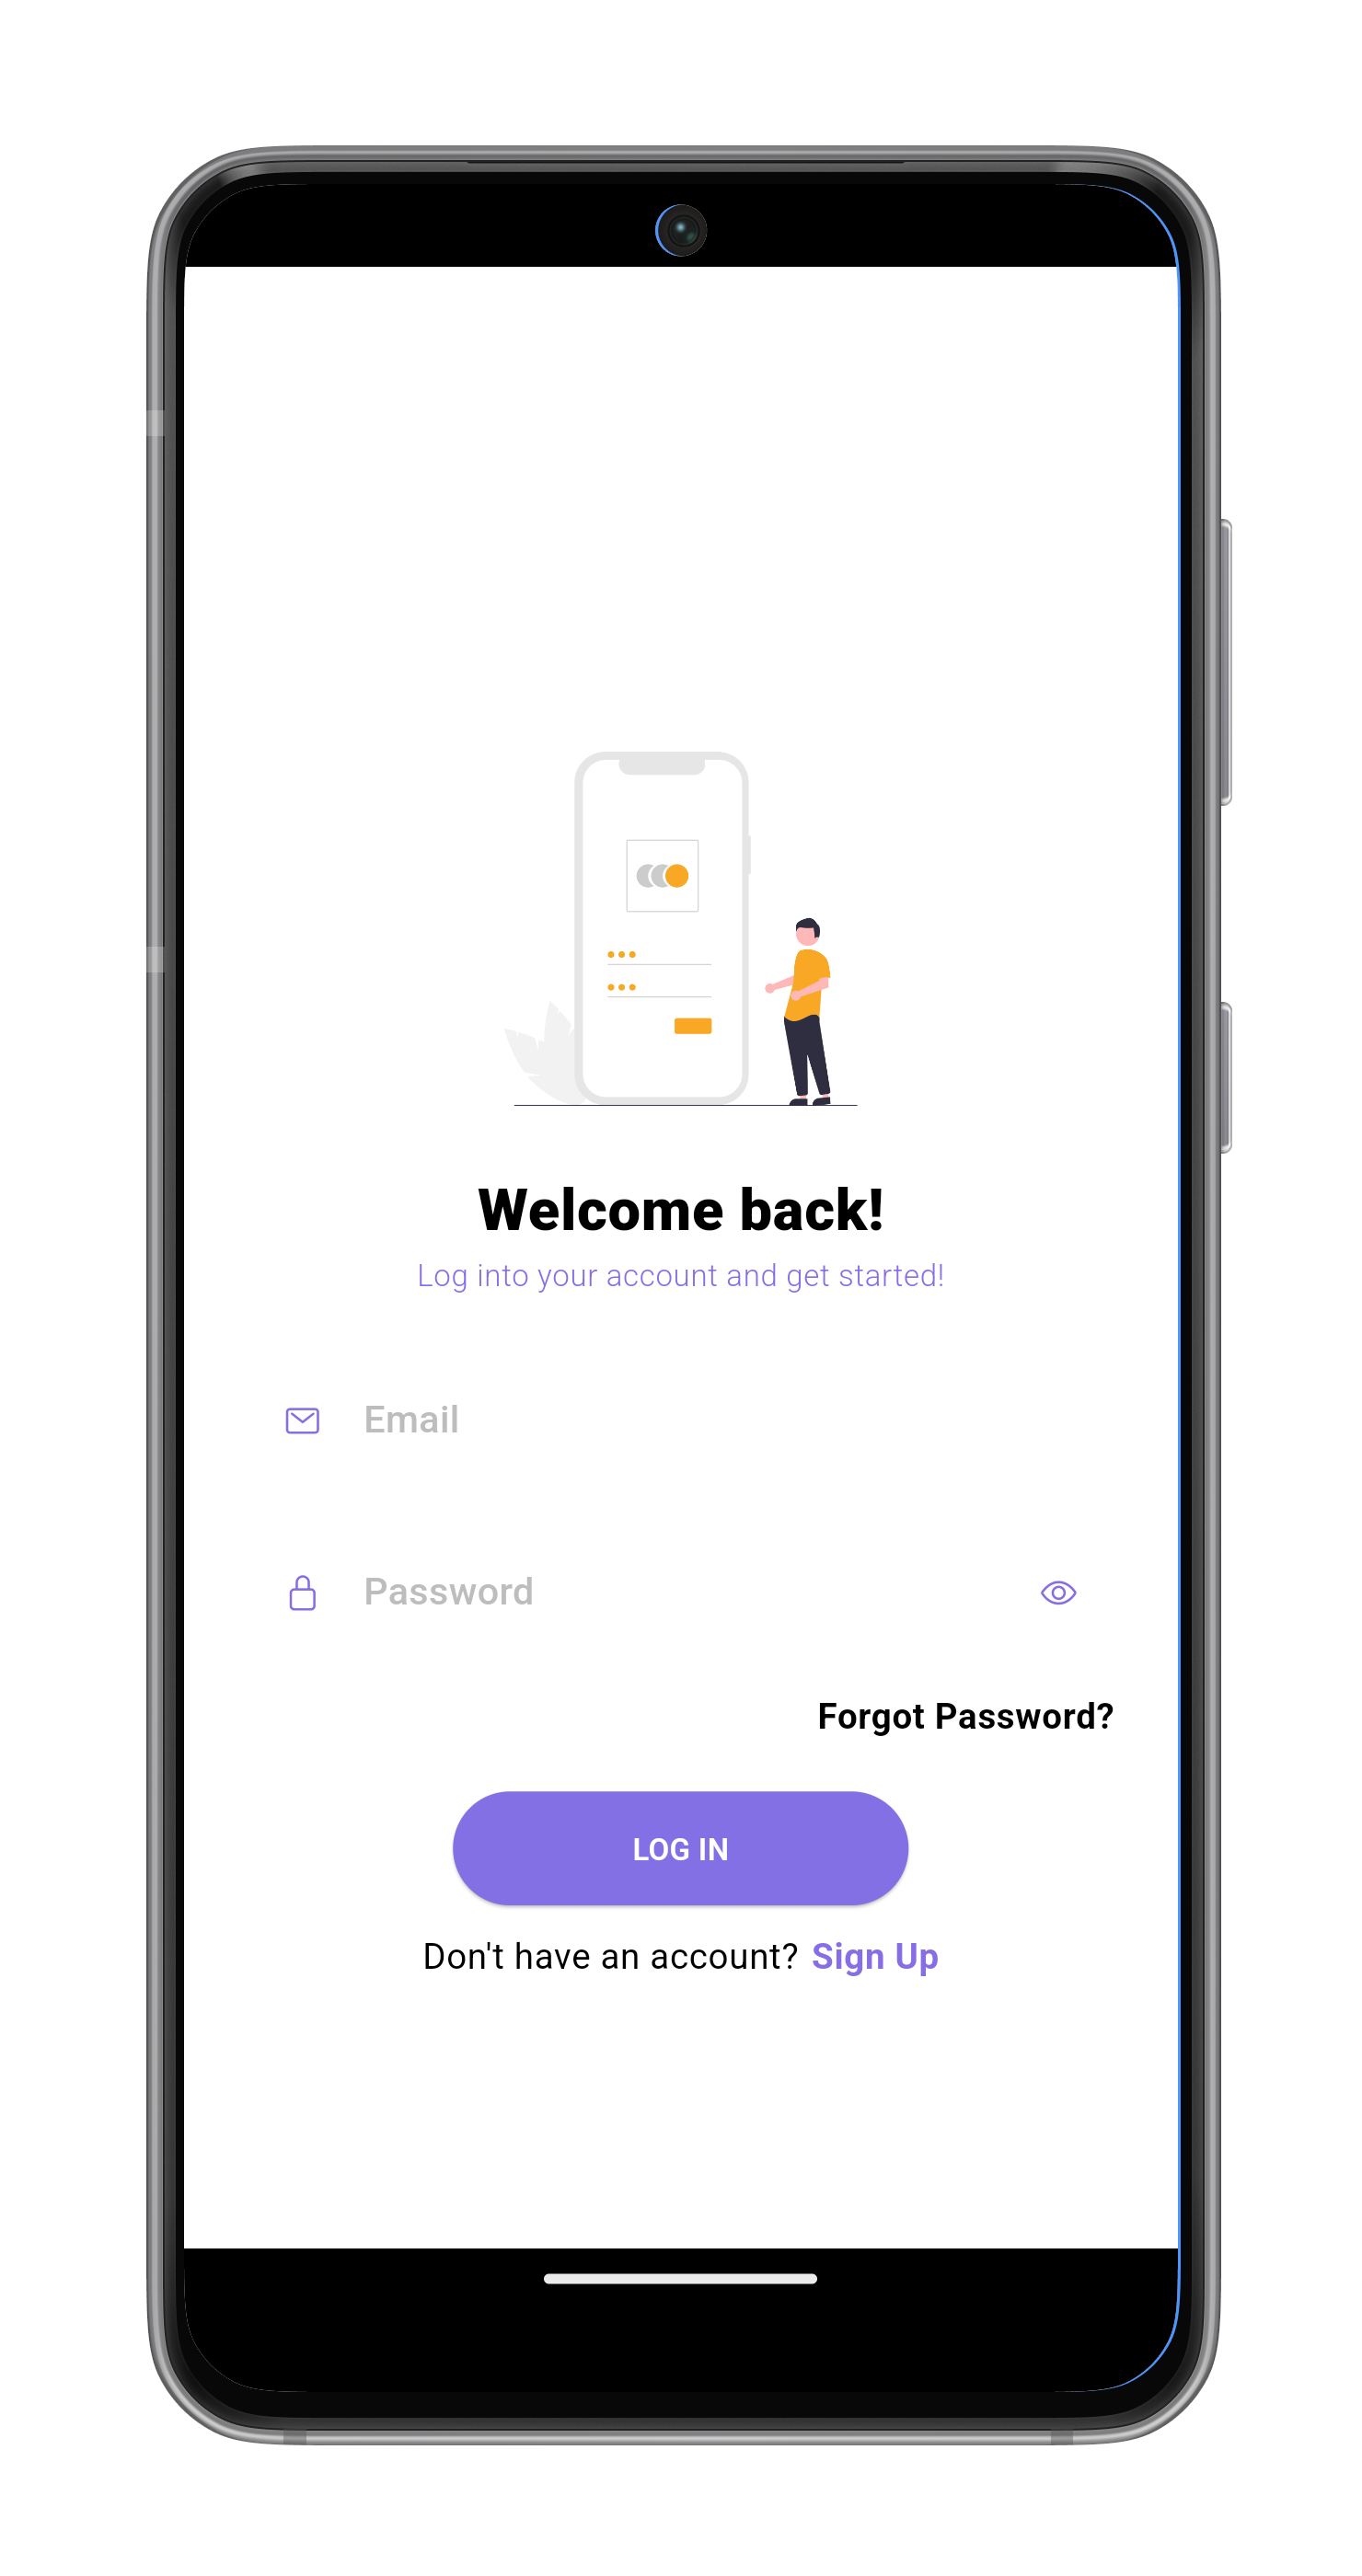 Welcome back!
Log into your account and get started!
Email
Password
Forgot Password?
LOG IN
Don't have an account? Sign Up